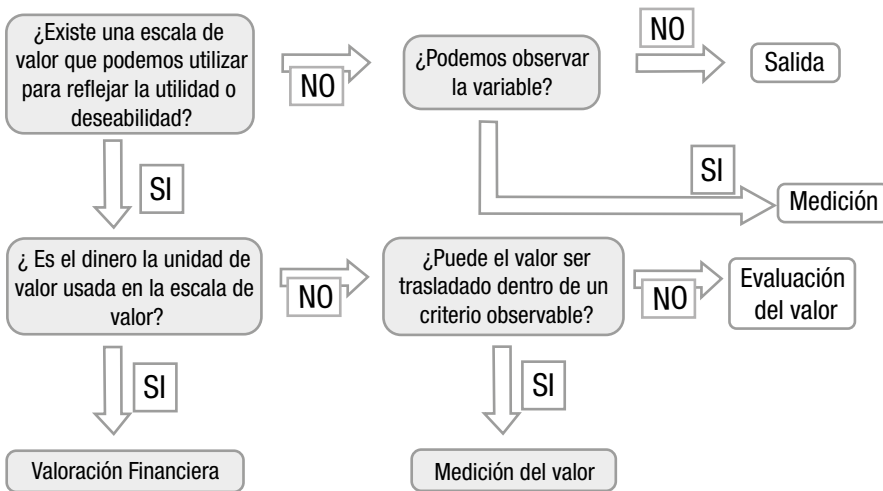 ¿Existe una escala de
valor que podemos utilizar
para reflejar la utilidad o
deseabilidad?
NO
¿Podemos observar
la variable?
NO
Salida
SI
SI
Medición
¿ Es el dinero la unidad de
valor usada en la escala de
valor?
NO
¿Puede el valor ser
trasladado dentro de un
criterio observable?
NO
Evaluación
del valor
SI
SI
Valoración Financiera
Medición del valor